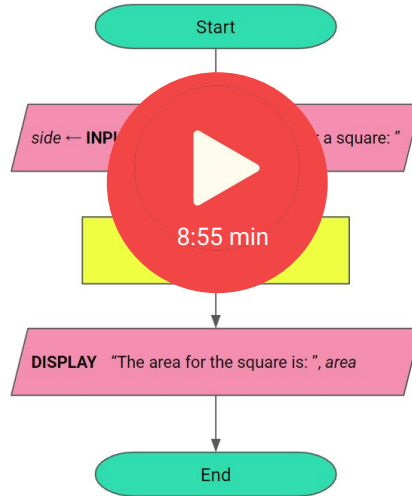 Start
side ← INPU r a square: ”
8:55 min
DISPLAY “The area for the square is: ”, area
End